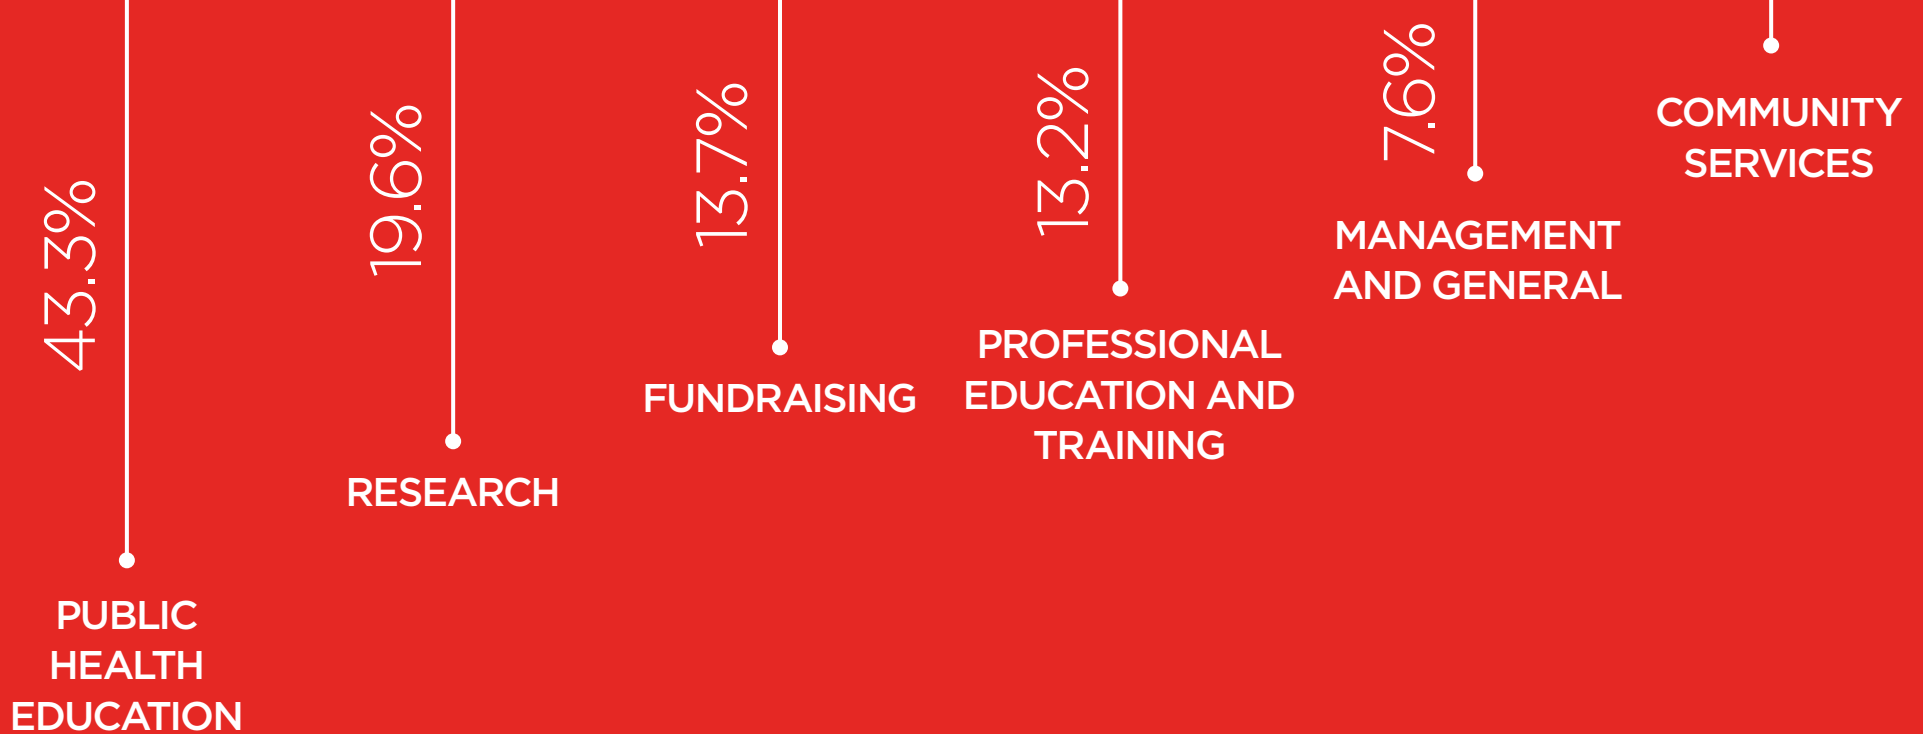 43.3%
PUBLIC
HEALTH
EDUCATION
19.6%
RESEARCH
13.7%
FUNDRAISING
13.2%
PROFESSIONAL
EDUCATION AND
TRAINING
7.6%
MANAGEMENT
AND GENERAL
COMMUNITY
SERVICES